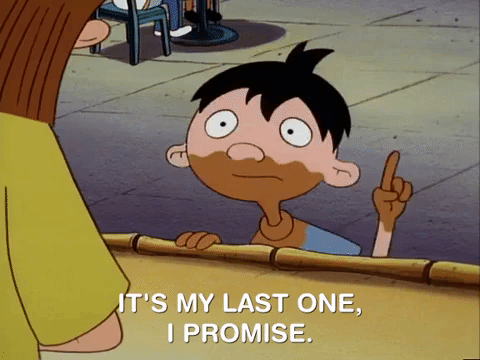 IT'S MY LAST ONE,
I PROMISE.